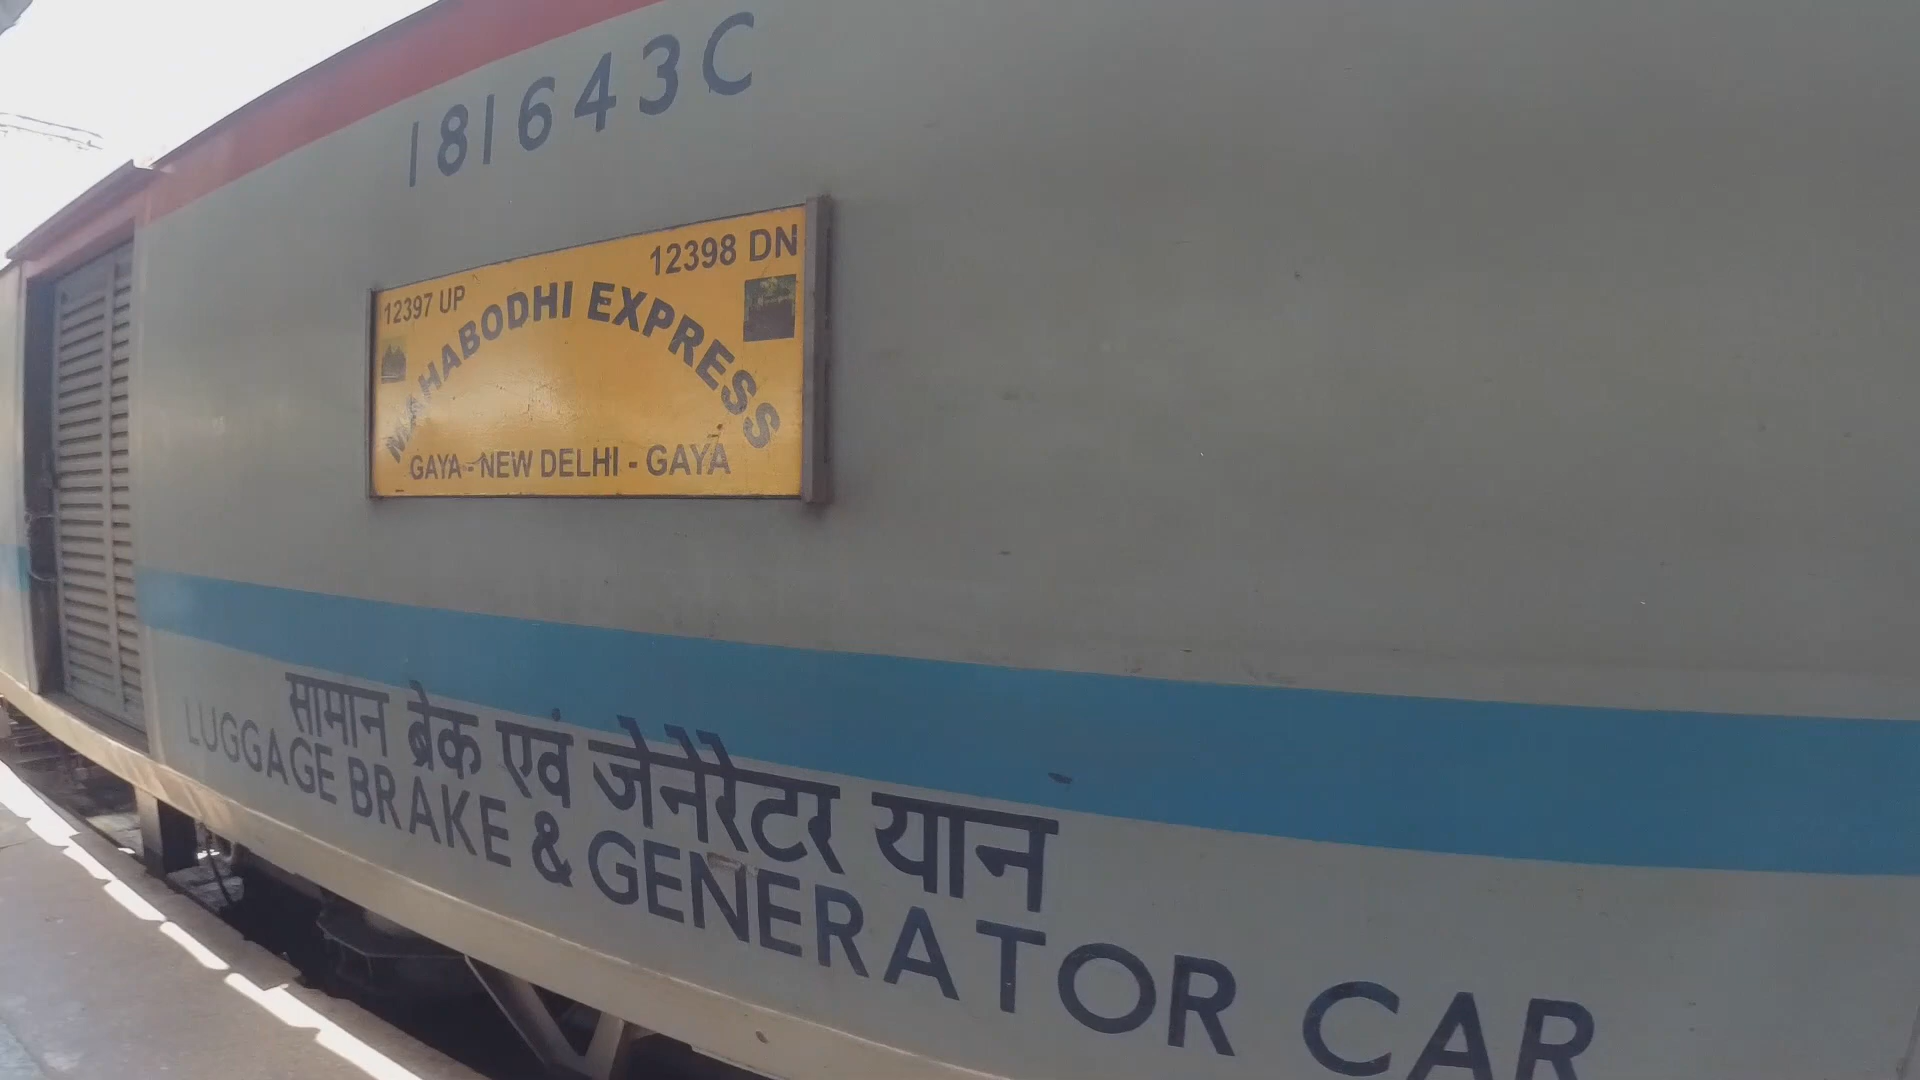 181643C
12397 UP
12398 DN
MAHABODHI EXPRESS
GAYA - NEW DELHI - GAYA
सामान ब्रेक एवं जेनेरैटर यान
LUGGAGE BRAKE & GENERATOR CAR